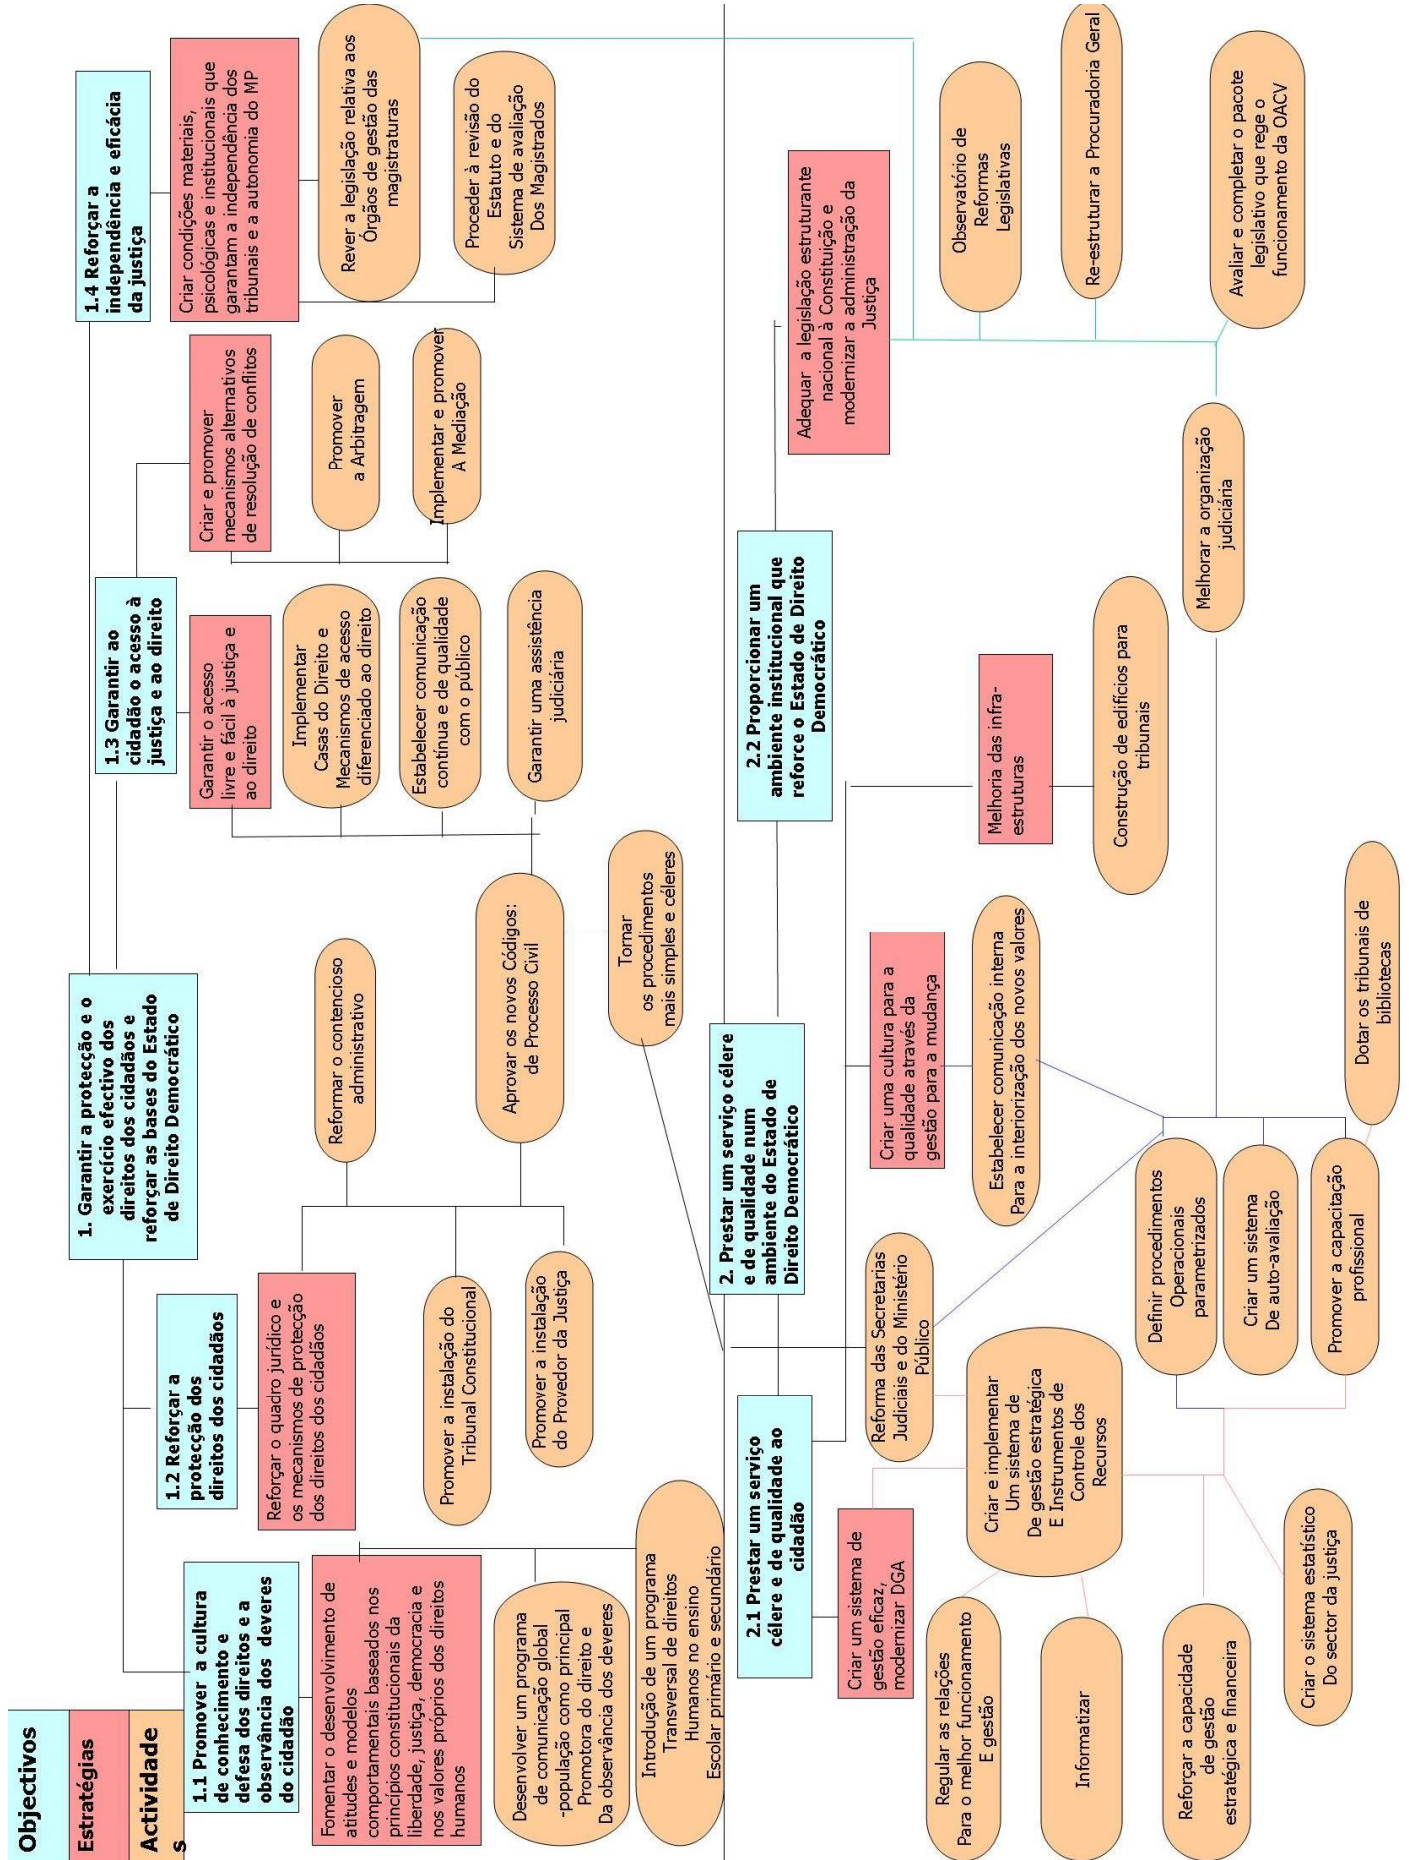 Objectivos
Estratégias
Actividade
s
1. Garantir a protecção e o
exercício efectivo dos
direitos dos cidadãos e
reforçar as bases do Estado
de Direito Democrático
1.1 Promover a cultura
de conhecimento e
defesa dos direitos e a
observância dos deveres
do cidadão
Fomentar o desenvolvimento de
atitudes e modelos
comportamentais baseados nos
princípios constitucionais da
liberdade, justiça, democracia e
nos valores próprios dos direitos
humanos
Desenvolver um programa
de comunicação global
-população como principal
Promotora do direito e
Da observância dos deveres
Introdução de um programa
Transversal de direitos
Humanos no ensino
Escolar primário e secundário
1.2 Reforçar a
protecção dos
direitos dos cidadãos
Reforçar o quadro jurídico e
os mecanismos de protecção
dos direitos dos cidadãos
Reformar o contencioso
administrativo
Promover a instalação do
Tribunal Constitucional
Aprovar os novos Códigos:
de Processo Civil
Promover a instalação
do Provedor da Justiça
Tornar
os procedimentos
mais simples e céleres
1.3 Garantir ao
cidadão o acesso à
justiça e ao direito
Garantir o acesso
livre e fácil à justiça e
ao direito
Implementar
Casas do Direito e
Mecanismos de acesso
diferenciado ao direito
Estabelecer comunicação
contínua e de qualidade
com o público
Garantir uma assistência
judiciária
Criar e promover
mecanismos alternativos
de resolução de conflitos
Promover
a Arbitragem
Implementar e promover
A Mediação
1.4 Reforçar a
independência e eficácia
da justiça
Criar condições materiais,
psicológicas e institucionais que
garantam a independência dos
tribunais e a autonomia do MP
Rever a legislação relativa aos
Órgãos de gestão das
magistraturas
Proceder à revisão do
Estatuto e do
Sistema de avaliação
Dos Magistrados
2. Prestar um serviço célere
e de qualidade num
ambiente do Estado de
Direito Democrático
2.1 Prestar um serviço
célere e de qualidade ao
cidadão
Criar um sistema de
gestão eficaz,
modernizar DGA
Reforma das Secretarias
Judiciais e do Ministério
Público
Criar e implementar
Um sistema de
De gestão estratégica
E Instrumentos de
Controle dos
Recursos
Regular as relações
Para o melhor funcionamento
E gestão
Informatizar
Reforçar a capacidade
de gestão
estratégica e financeira
Criar o sistema estatístico
Do sector da justiça
Criar uma cultura para a
qualidade através da
gestão para a mudança
Estabelecer comunicação interna
Para a interiorização dos novos valores
Definir procedimentos
Operacionais
parametrizados
Criar um sistema
De auto-avaliação
Promover a capacitação
profissional
Dotar os tribunais de
bibliotecas
Melhoria das infra-
estruturas
Construção de edifícios para
tribunais
2.2 Proporcionar um
ambiente institucional que
reforce o Estado de Direito
Democrático
Adequar a legislação estruturante
nacional à Constituição e
modernizar a administração da
Justiça
Observatório de
Reformas
Legislativas
Re-estruturar a Procuradoria Geral
Avaliar e completar o pacote
legislativo que rege o
funcionamento da OACV
Melhorar a organização
judiciária